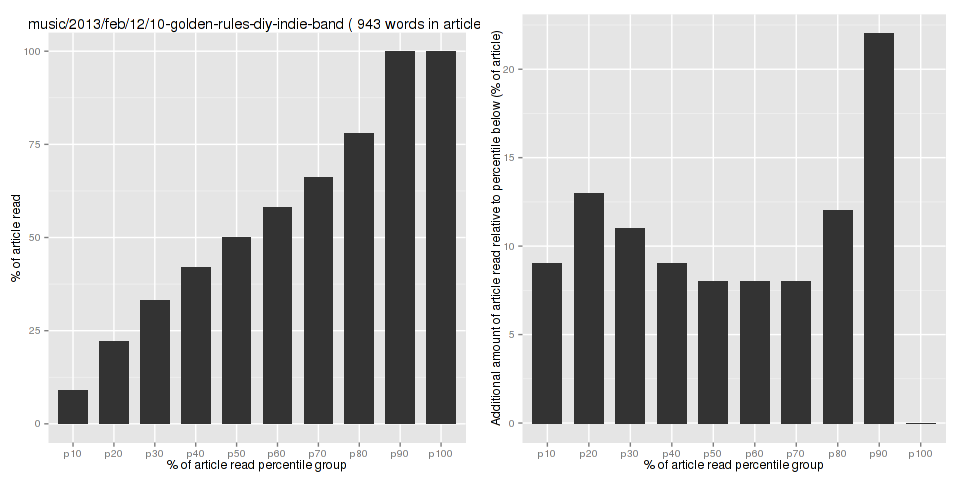 music/2013/feb/12/10-golden-rules-diy-indie-band ( 943 words in article
% of article read
100
75
50
25
0
p10 p20 p30 p40 p50 p60 p70 p80 p90 p100
% of article read percentile group
Additional amount of article read relative to percentile below (% of article)
20
15
10
5
0
p10 p20 p30 p40 p50 p60 p70 p80 p90 p100
% of article read percentile group